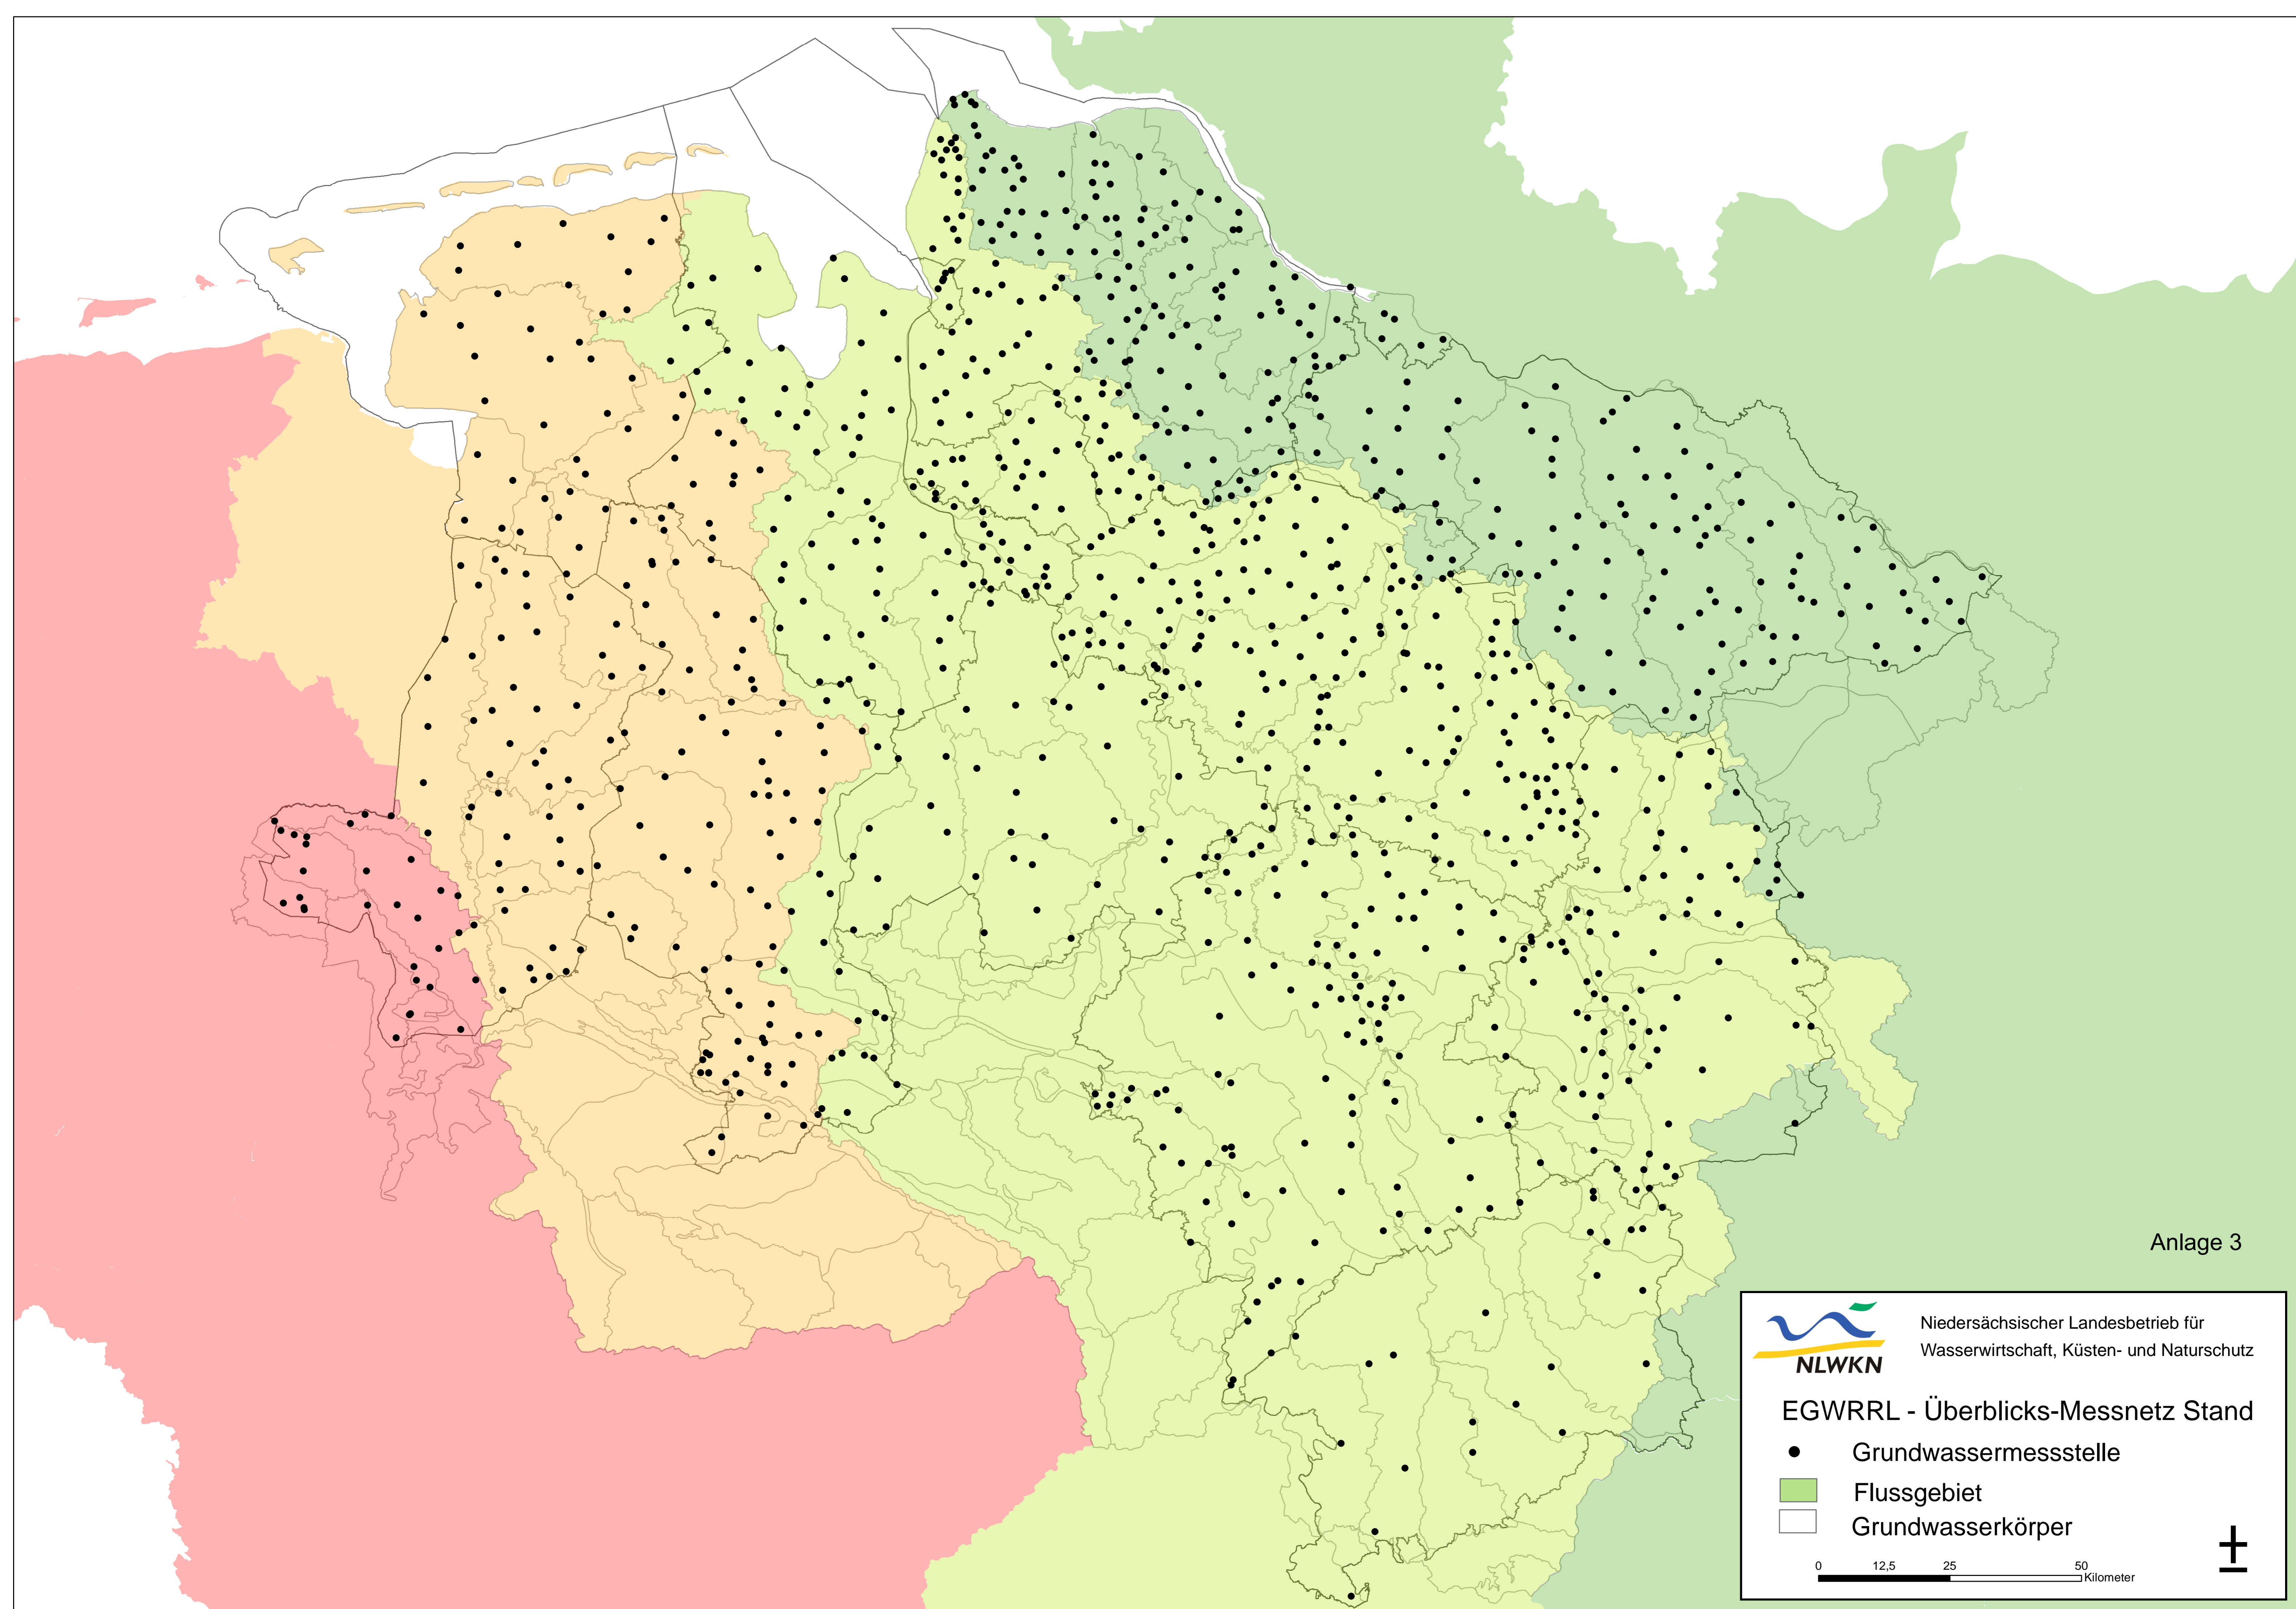 Anlage 3
NLWKN
Niedersächsischer Landesbetrieb für
Wasserwirtschaft, Küsten- und Naturschutz
EGWRRL - Überblicks-Messnetz Stand
Grundwassermessstelle
Flussgebiet
Grundwasserkörper
0 12,5 25 50
Kilometer